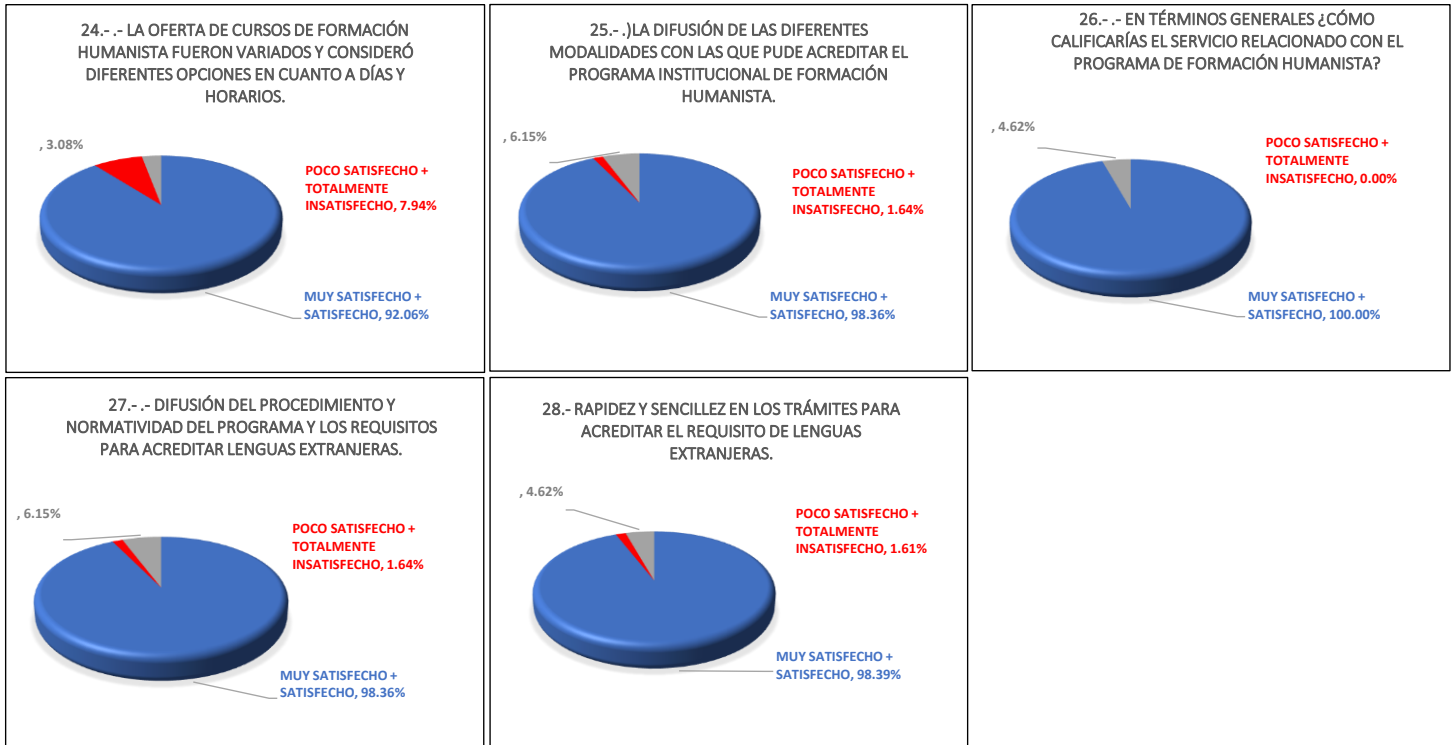 24.- .- LA OFERTA DE CURSOS DE FORMACIÓN
HUMANISTA FUERON VARIADOS Y CONSIDERÓ
DIFERENTES OPCIONES EN CUANTO A DÍAS Y
HORARIOS.
, 3.08%
POCO SATISFECHO +
TOTALMENTE
INSATISFECHO, 7.94%
MUY SATISFECHO +
SATISFECHO, 92.06%
25.- .)LA DIFUSIÓN DE LAS DIFERENTES
MODALIDADES CON LAS QUE PUDE ACREDITAR EL
PROGRAMA INSTITUCIONAL DE FORMACIÓN
HUMANISTA.
, 6.15%
POCO SATISFECHO +
TOTALMENTE
INSATISFECHO, 1.64%
MUY SATISFECHO +
SATISFECHO, 98.36%
26.- .- EN TÉRMINOS GENERALES ¿CÓMO
CALIFICARÍAS EL SERVICIO RELACIONADO CON EL
PROGRAMA DE FORMACIÓN HUMANISTA?
, 4.62%
POCO SATISFECHO +
TOTALMENTE
INSATISFECHO, 0.00%
MUY SATISFECHO +
SATISFECHO, 100.00%
27.- .- DIFUSIÓN DEL PROCEDIMIENTO Y
NORMATIVIDAD DEL PROGRAMA Y LOS REQUISITOS
PARA ACREDITAR LENGUAS EXTRANJERAS.
, 6.15%
POCO SATISFECHO +
TOTALMENTE
INSATISFECHO, 1.64%
MUY SATISFECHO +
SATISFECHO, 98.36%
28.- RAPIDEZ Y SENCILLEZ EN LOS TRÁMITES PARA
ACREDITAR EL REQUISITO DE LENGUAS
EXTRANJERAS.
, 4.62%
POCO SATISFECHO +
TOTALMENTE
INSATISFECHO, 1.61%
MUY SATISFECHO +
SATISFECHO, 98.39%